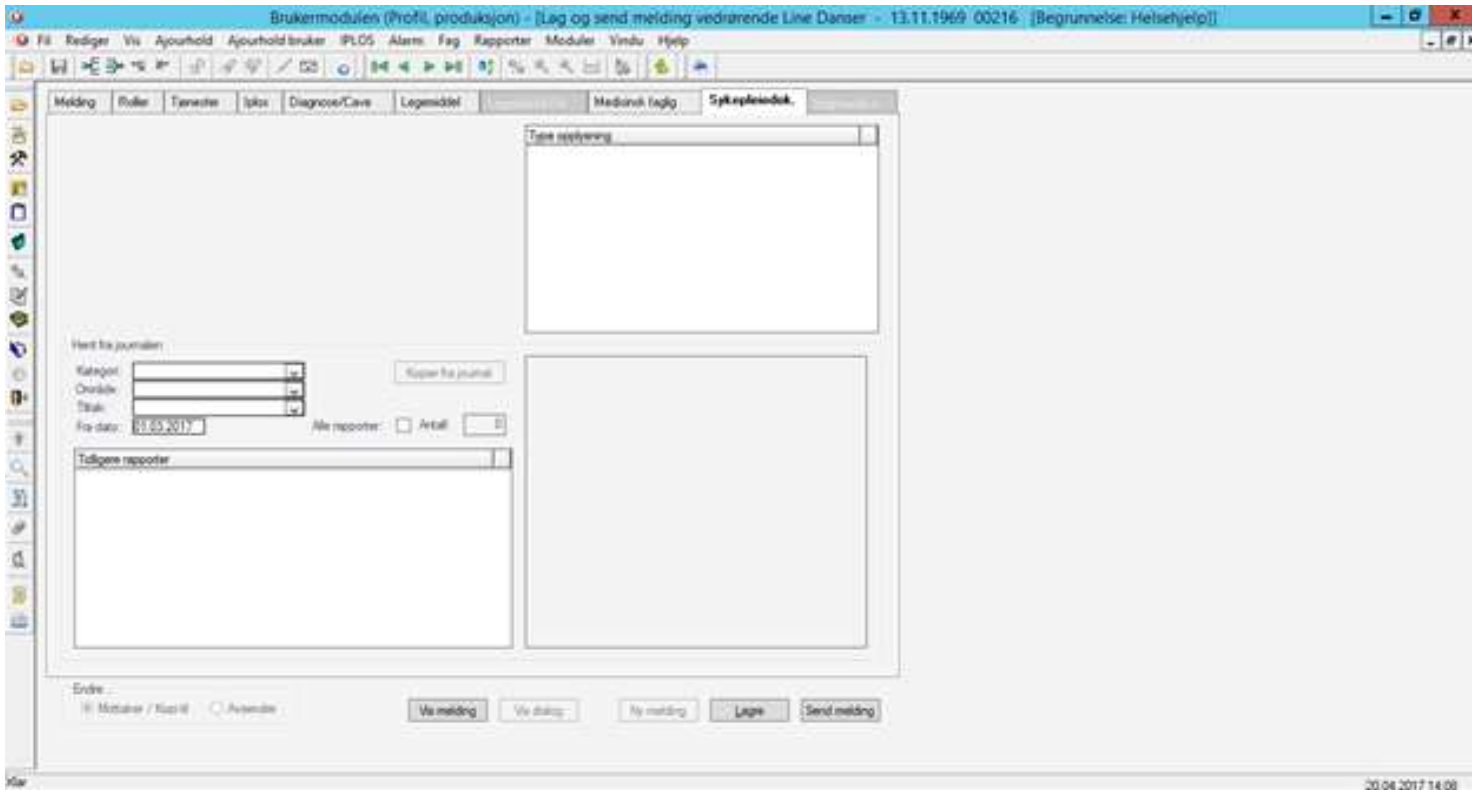 Brukermodulen (Profil, produksjon) - [Lag og send melding vedrørende Line Danser - 13.11.1969 00216 [Begrunnelse: Helsehjelp]]
Fil Rediger Vis Ajourhold Ajourhold bruker IPLOS Alarm Fag Rapporter Moduler Vindu Hjelp
Melding Roller Tjenester Iplos Diagnose/Cave Legemiddel Medisinsk faglig Sykepleiedok.
Type opplysning
Hent fra journalen
Kategori: Kopier fra journal
Område:
Tiltak:
Fra dato: 01.03.2017 Alle rapporter: Antall: 0
Tidligere rapporter
Endre
Mottaker / Kopi til Avsender Vis melding Vis dialog Ny melding Lagre Send melding
Klar 20.04.2017 14:08